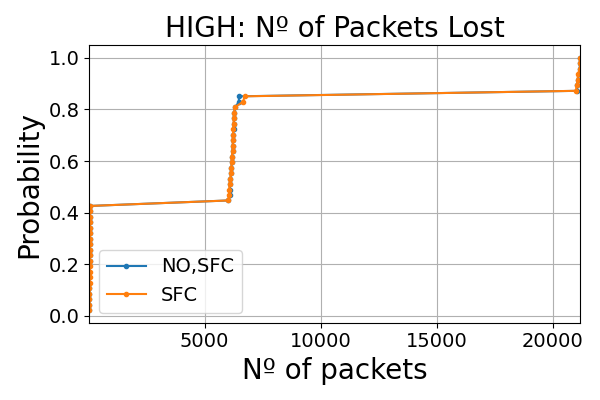 HIGH: Nº of Packets Lost
Probability
1.0
0.8
0.6
0.4
0.2
0.0
NO,SFC
SFC
5000 10000 15000 20000
Nº of packets